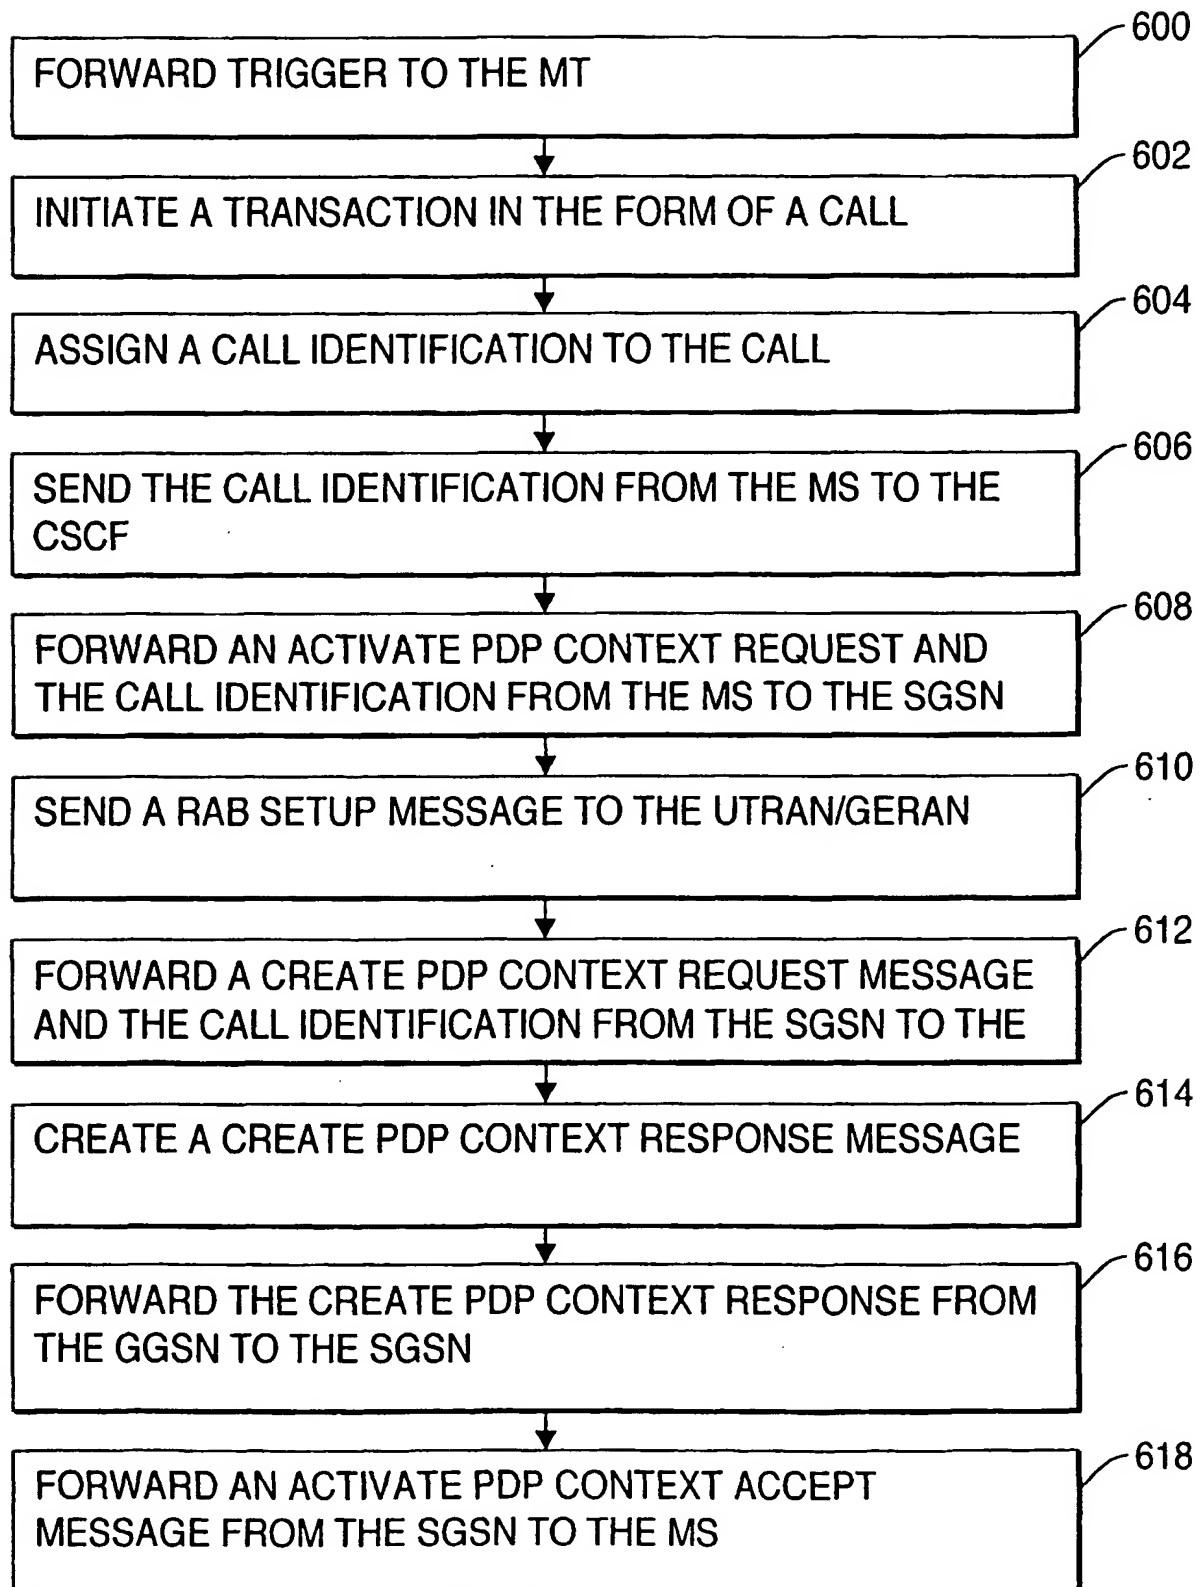 600
FORWARD TRIGGER TO THE MT
602
INITIATE A TRANSACTION IN THE FORM OF A CALL
604
ASSIGN A CALL IDENTIFICATION TO THE CALL
606
SEND THE CALL IDENTIFICATION FROM THE MS TO THE
CSCF
608
FORWARD AN ACTIVATE PDP CONTEXT REQUEST AND
THE CALL IDENTIFICATION FROM THE MS TO THE SGSN
610
SEND A RAB SETUP MESSAGE TO THE UTRAN/GERAN
612
FORWARD A CREATE PDP CONTEXT REQUEST MESSAGE
AND THE CALL IDENTIFICATION FROM THE SGSN TO THE
614
CREATE A CREATE PDP CONTEXT RESPONSE MESSAGE
616
FORWARD THE CREATE PDP CONTEXT RESPONSE FROM
THE GGSN TO THE SGSN
618
FORWARD AN ACTIVATE PDP CONTEXT ACCEPT
MESSAGE FROM THE SGSN TO THE MS